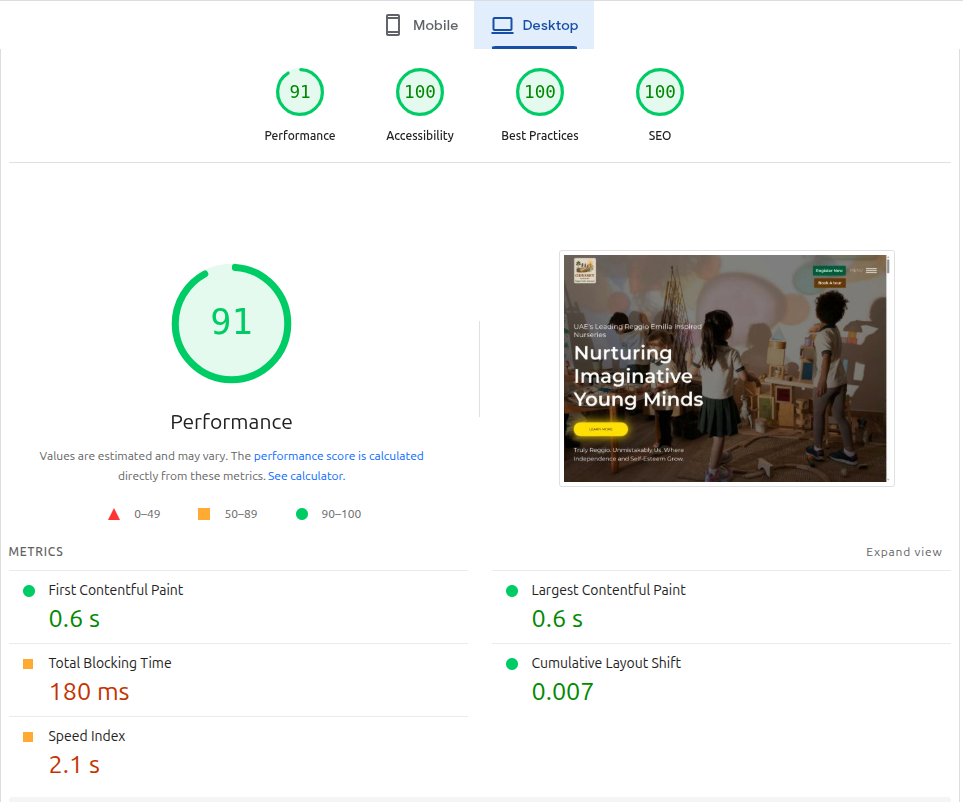 Mobile
Desktop
91
100
100
100
Performance
Accessibility
Best Practices
SEO
91
Performance
Values are estimated and may vary. The performance score is calculated
directly from these metrics. See calculator.
0–49
50–89
90–100
Register Now
Book A tour
UAE's Leading Reggio Emilia Inspired
Nurseries
Nurturing
Imaginative
Young Minds
LEARN MORE
Truly Reggio. Unmistakably Us. Where
Independence and Self-Esteem Grow.
METRICS
Expand view
First Contentful Paint
0.6 s
Largest Contentful Paint
0.6 s
Total Blocking Time
180 ms
Cumulative Layout Shift
0.007
Speed Index
2.1 s